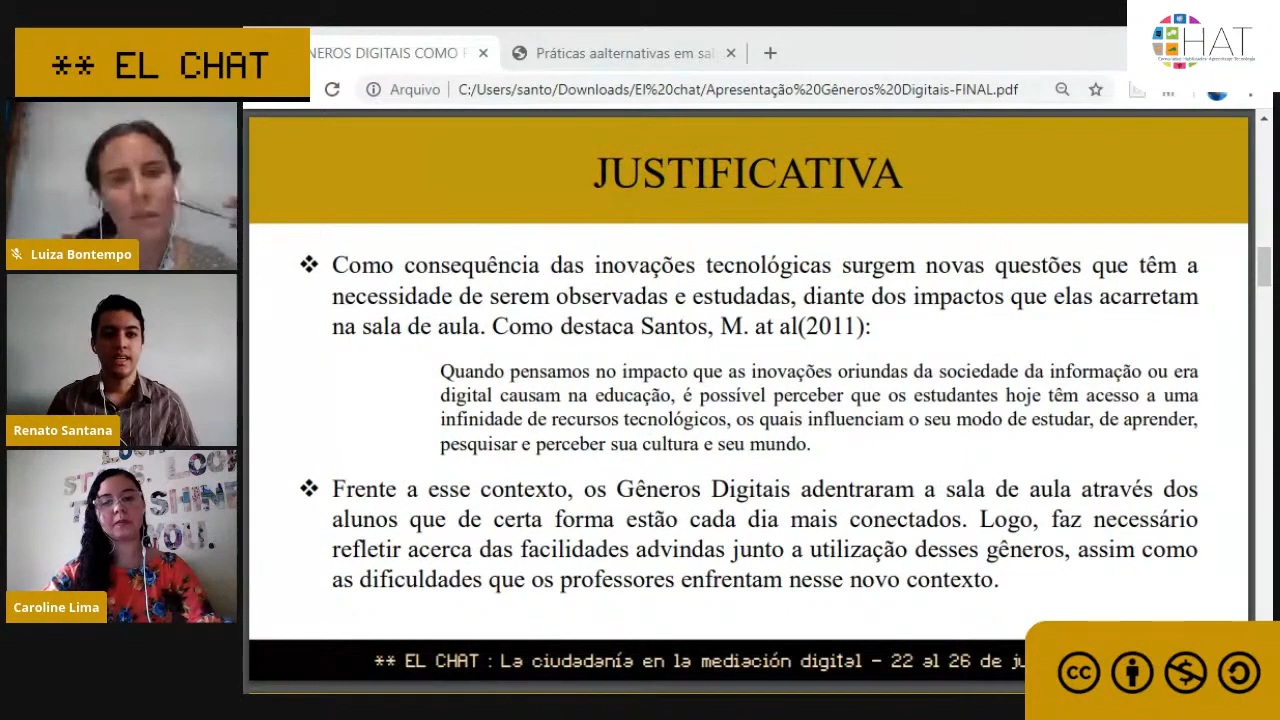 ** EL CHAT
NEROS DIGITAIS COMO
Práticas aalternativas em sal
HAT
Arquivo
C:/Users/santo/Downloads/El%20chat/Apresentação%20Gêneros%20Digitais-FINAL.pdf
JUSTIFICATIVA
Como consequência das inovações tecnológicas surgem novas questões que têm a
necessidade de serem observadas e estudadas, diante dos impactos que elas acarretam
na sala de aula. Como destaca Santos, M. at al(2011):
Quando pensamos no impacto que as inovações oriundas da sociedade da informação ou era
digital causam na educação, é possível perceber que os estudantes hoje têm acesso a uma
infinidade de recursos tecnológicos, os quais influenciam o seu modo de estudar, de aprender,
pesquisar e perceber sua cultura e seu mundo.
Frente a esse contexto, os Gêneros Digitais adentraram a sala de aula através dos
alunos que de certa forma estão cada dia mais conectados. Logo, faz necessário
refletir acerca das facilidades advindas junto a utilização desses gêneros, assim como
as dificuldades que os professores enfrentam nesse novo contexto.
Luiza Bontempo
Renato Santana
Caroline Lima
** EL CHAT : La ciudadanía en la mediación digital – 22 al 26 de ju
cc